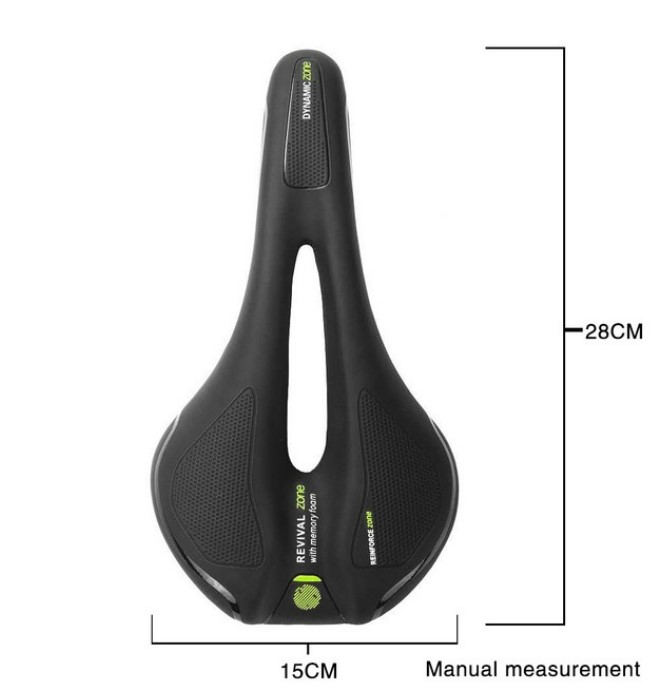 DYNAMIC zone
28CM
REVIVAL zone
with memory foam
REINFORCE zone
15CM
Manual measurement